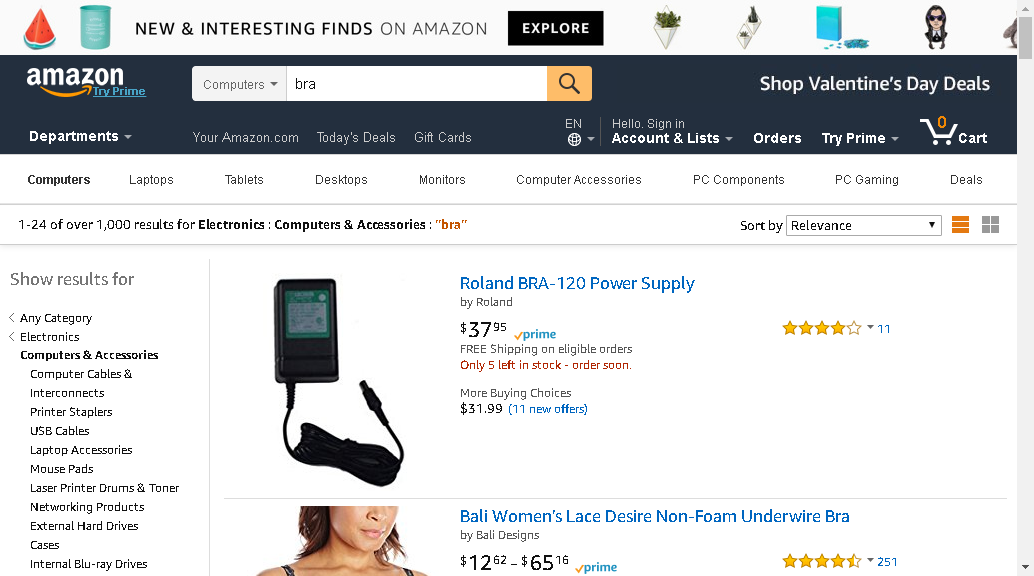 NEW & INTERESTING FINDS ON AMAZON EXPLORE
amazon
Try Prime
Computers bra
Shop Valentine's Day Deals
Departments Your Amazon.com Today's Deals Gift Cards
EN Hello. Sign in
Account & Lists Orders Try Prime 0 Cart
Computers Laptops Tablets Desktops Monitors Computer Accessories PC Components PC Gaming Deals
1-24 of over 1,000 results for Electronics : Computers & Accessories : "bra"
Sort by Relevance
Show results for
Any Category
Electronics
Computers & Accessories
Computer Cables &
Interconnects
Printer Staplers
USB Cables
Laptop Accessories
Mouse Pads
Laser Printer Drums & Toner
Networking Products
External Hard Drives
Cases
Internal Blu-ray Drives
Roland BRA-120 Power Supply
by Roland
$37 95 prime
FREE Shipping on eligible orders
Only 5 left in stock - order soon.
More Buying Choices
$31.99 (11 new offers)
11
Bali Women's Lace Desire Non-Foam Underwire Bra
by Bali Designs
$12 62 - $65 16 prime
251